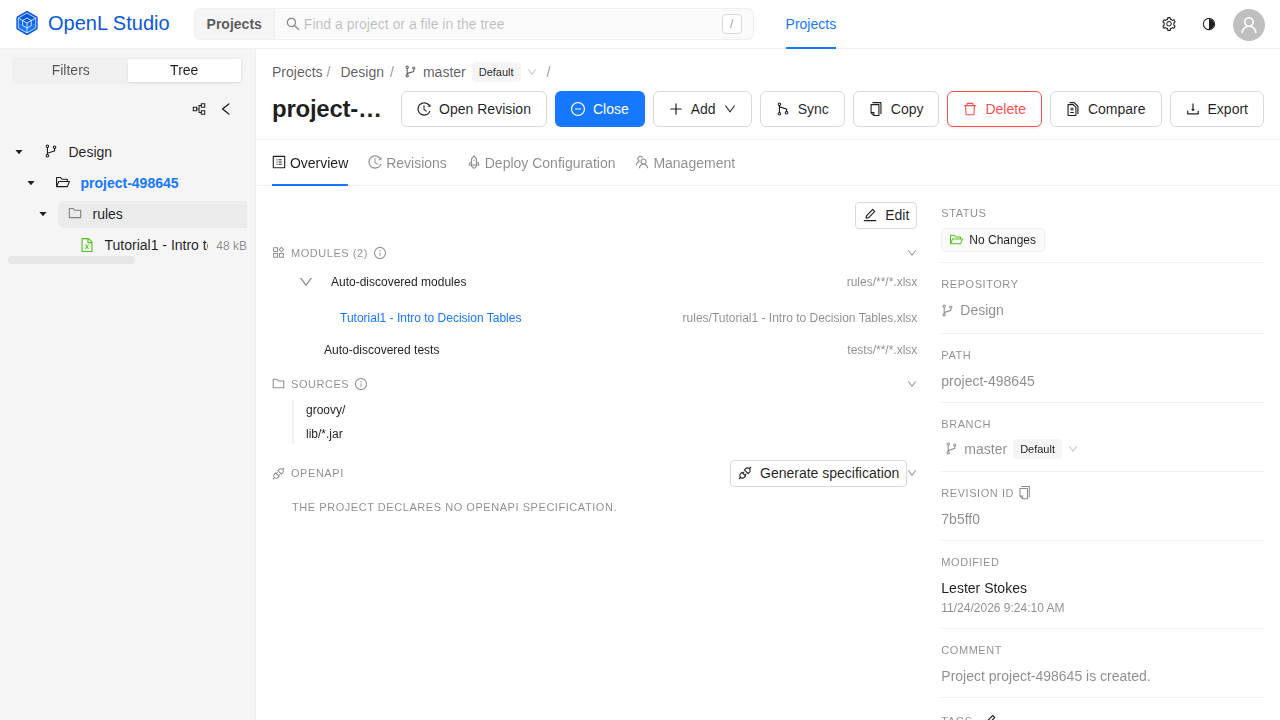 OpenL Studio
Projects
Find a project or a file in the tree
/
Projects
Filters
Tree
Design
project-498645
rules
Tutorial1 - Intro t
48 kB
Projects / Design / master Default /
project-...
Open Revision
Close
Add
Sync
Copy
Delete
Compare
Export
Overview
Revisions
Deploy Configuration
Management
Edit
MODULES (2)
Auto-discovered modules
rules/**/*.xlsx
Tutorial1 - Intro to Decision Tables
rules/Tutorial1 - Intro to Decision Tables.xlsx
Auto-discovered tests
tests/**/*.xlsx
SOURCES
groovy/
lib/*.jar
OPENAPI
Generate specification
THE PROJECT DECLARES NO OPENAPI SPECIFICATION.
STATUS
No Changes
REPOSITORY
Design
PATH
project-498645
BRANCH
master Default
REVISION ID
7b5ff0
MODIFIED
Lester Stokes
11/24/2026 9:24:10 AM
COMMENT
Project project-498645 is created.
TAGS